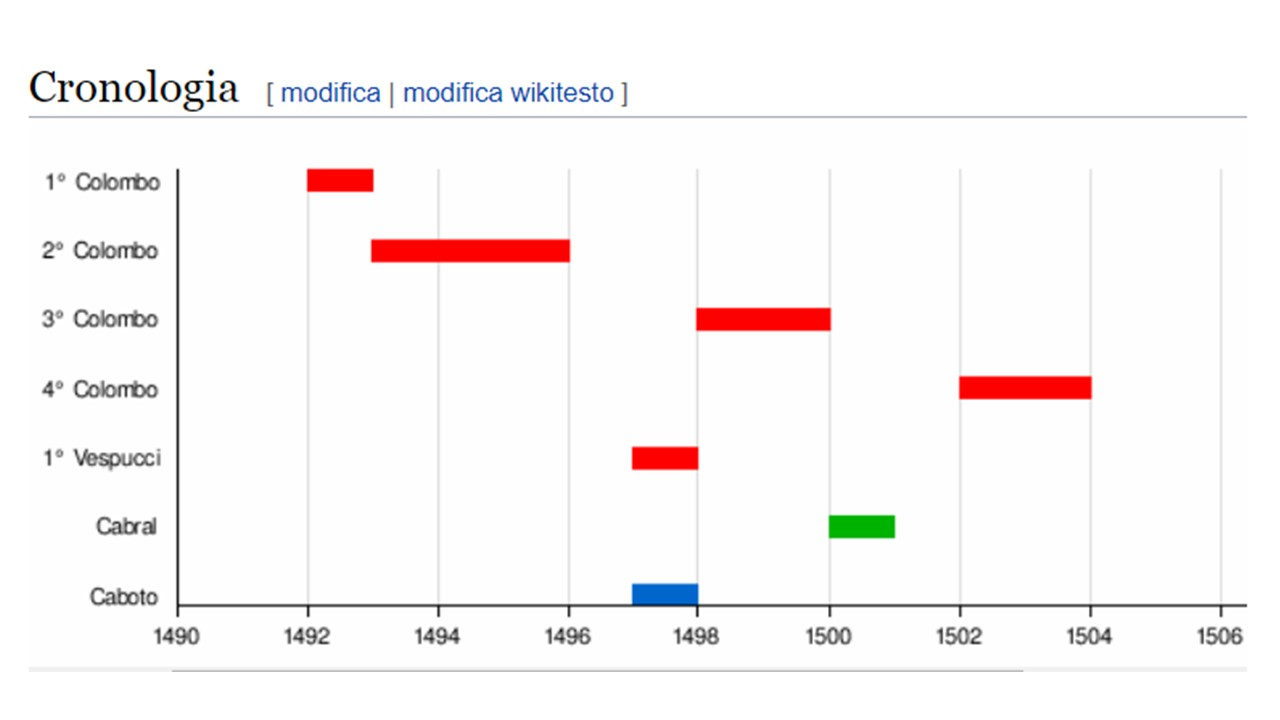 Cronologia [ modifica | modifica wikitesto ]
1° Colombo
2° Colombo
3° Colombo
4° Colombo
1° Vespucci
Cabral
Caboto
1490 1492 1494 1496 1498 1500 1502 1504 1506